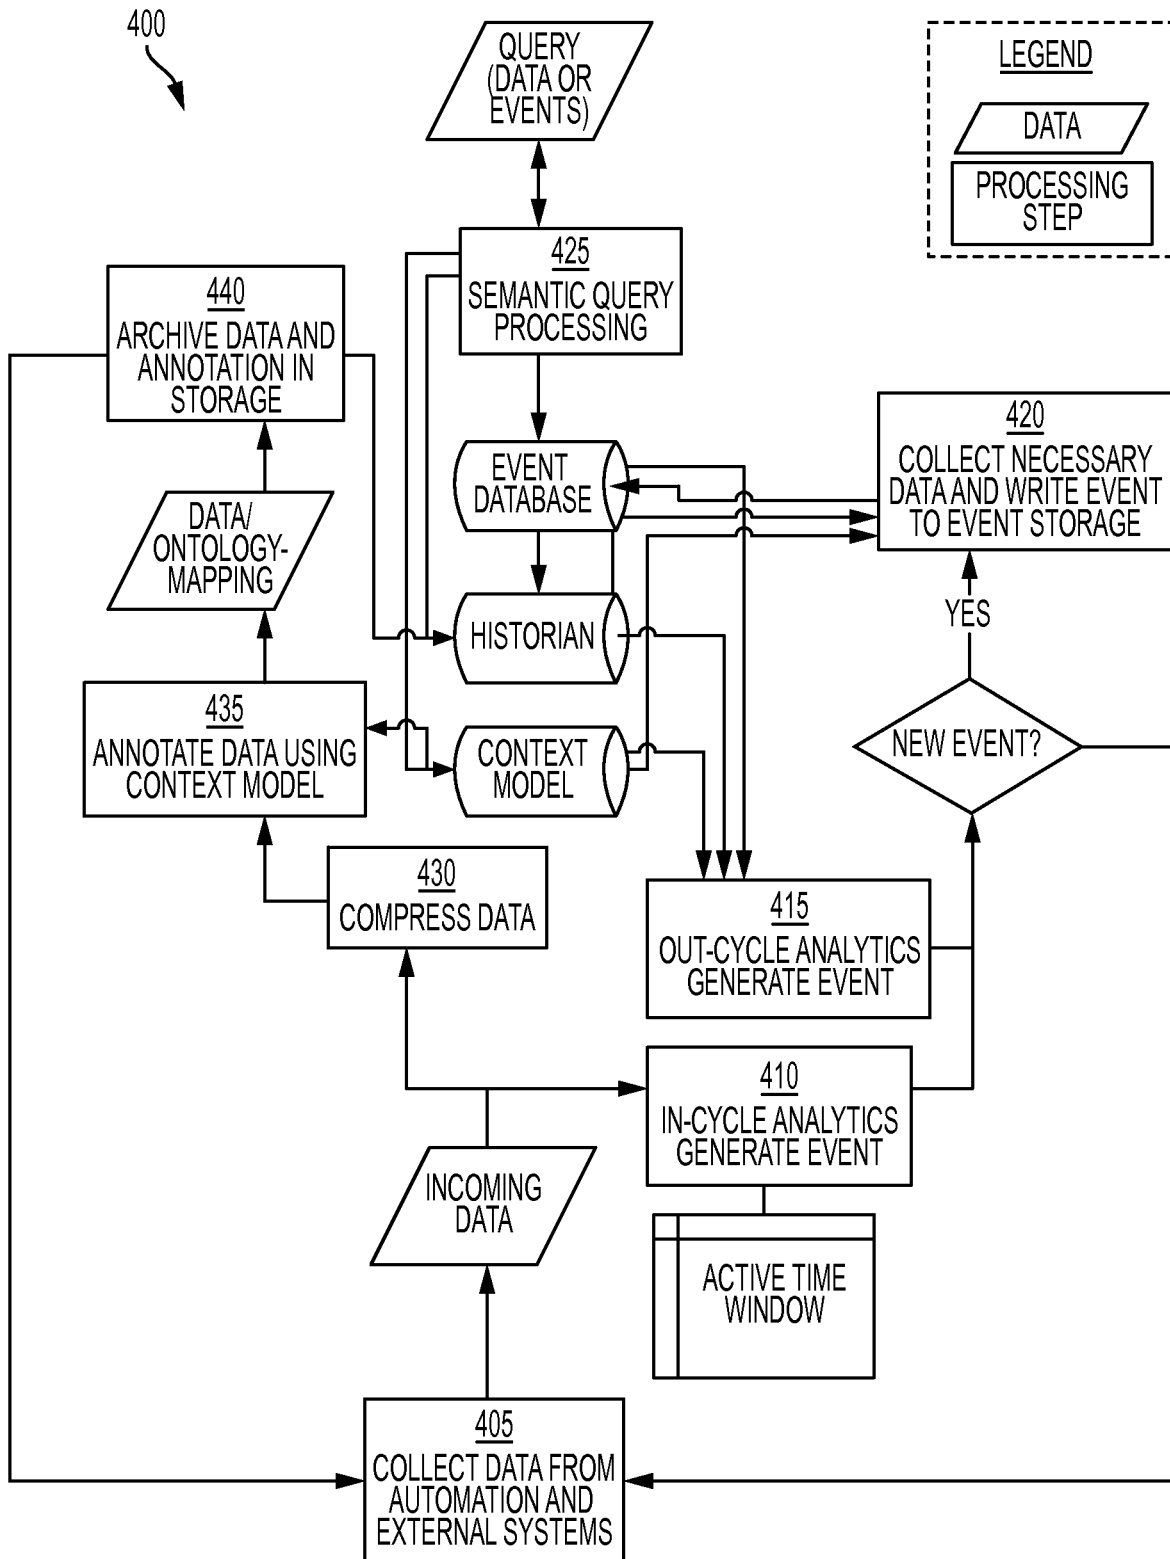 400
QUERY
(DATA OR
EVENTS)
LEGEND
DATA
PROCESSING
STEP
425
SEMANTIC QUERY
PROCESSING
440
ARCHIVE DATA AND
ANNOTATION IN
STORAGE
420
COLLECT NECESSARY
DATA AND WRITE EVENT
TO EVENT STORAGE
EVENT
DATABASE
DATA/
ONTOLOGY-
MAPPING
YES
HISTORIAN
435
ANNOTATE DATA USING
CONTEXT MODEL
CONTEXT
MODEL
NEW EVENT?
430
COMPRESS DATA
415
OUT-CYCLE ANALYTICS
GENERATE EVENT
410
IN-CYCLE ANALYTICS
GENERATE EVENT
INCOMING
DATA
ACTIVE TIME
WINDOW
405
COLLECT DATA FROM
AUTOMATION AND
EXTERNAL SYSTEMS